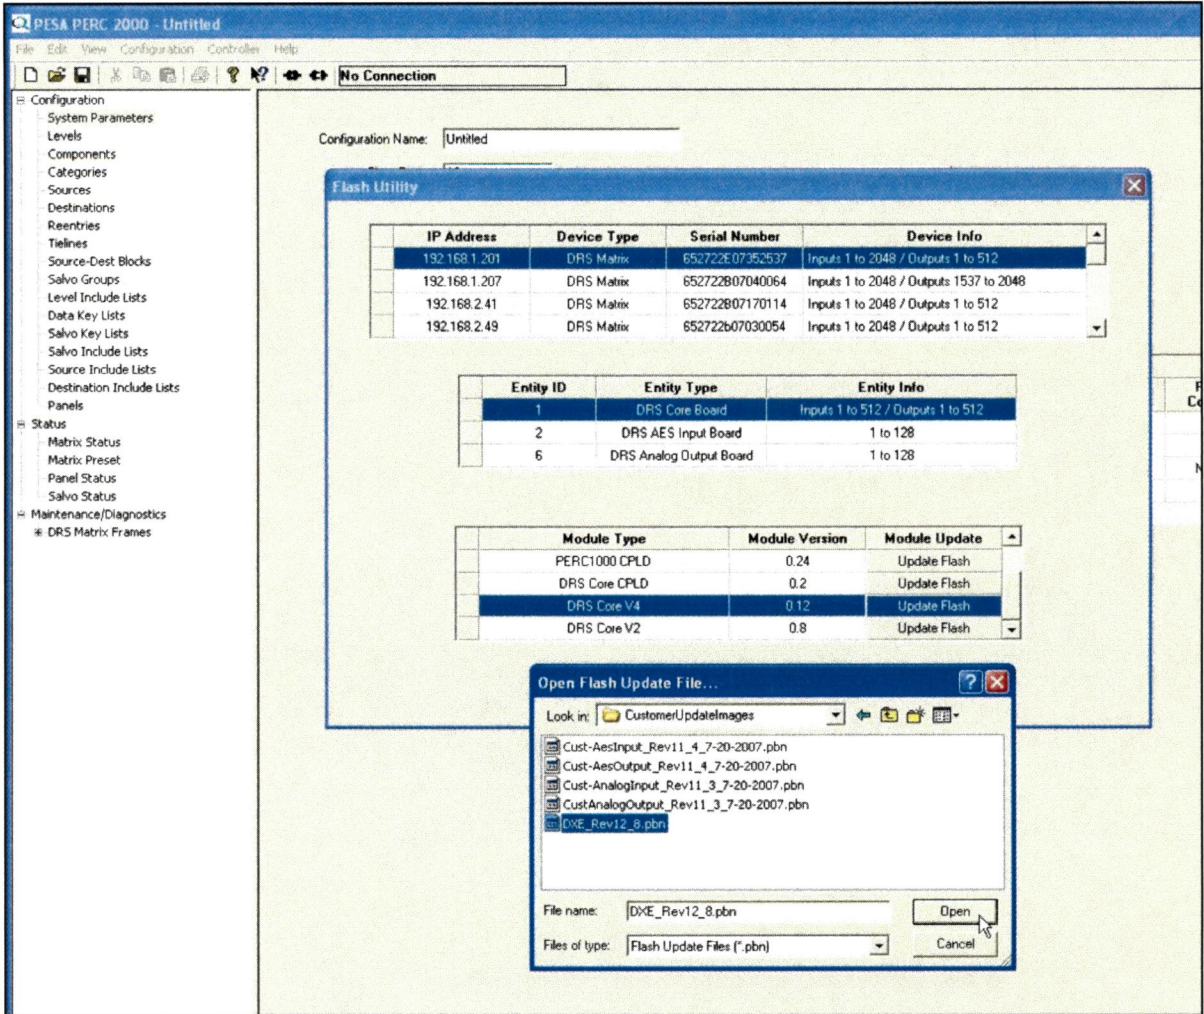 PESA PERC 2000 - Untitled
File Edit View Configuration Controller Help
No Connection
Configuration
System Parameters
Levels
Components
Categories
Sources
Destinations
Reentries
Tielines
Source-Dest Blocks
Salvo Groups
Level Include Lists
Data Key Lists
Salvo Key Lists
Salvo Include Lists
Source Include Lists
Destination Include Lists
Panels
Status
Matrix Status
Matrix Preset
Panel Status
Salvo Status
Maintenance/Diagnostics
DRS Matrix Frames
Configuration Name: Untitled
Flash Utility
IP Address Device Type Serial Number Device Info
192.168.1.201 DRS Matrix 652722E07352537 Inputs 1 to 2048 / Outputs 1 to 512
192.168.1.207 DRS Matrix 652722B07040064 Inputs 1 to 2048 / Outputs 1537 to 2048
192.168.2.41 DRS Matrix 652722B07170114 Inputs 1 to 2048 / Outputs 1 to 512
192.168.2.49 DRS Matrix 652722b07030054 Inputs 1 to 2048 / Outputs 1 to 512
Entity ID Entity Type Entity Info
1 DRS Core Board Inputs 1 to 512 / Outputs 1 to 512
2 DRS AES Input Board 1 to 128
6 DRS Analog Output Board 1 to 128
Module Type Module Version Module Update
PERC1000 CPLD 0.24 Update Flash
DRS Core CPLD 0.2 Update Flash
DRS Core V4 0.12 Update Flash
DRS Core V2 0.8 Update Flash
Open Flash Update File...
Look in: CustomerUpdateImages
Cust-AesInput_Rev11_4_7-20-2007.pbn
Cust-AesOutput_Rev11_4_7-20-2007.pbn
Cust-AnalogInput_Rev11_3_7-20-2007.pbn
CustAnalogOutput_Rev11_3_7-20-2007.pbn
DXE_Rev12_8.pbn
File name: DXE_Rev12_8.pbn Open
Files of type: Flash Update Files (*.pbn) Cancel